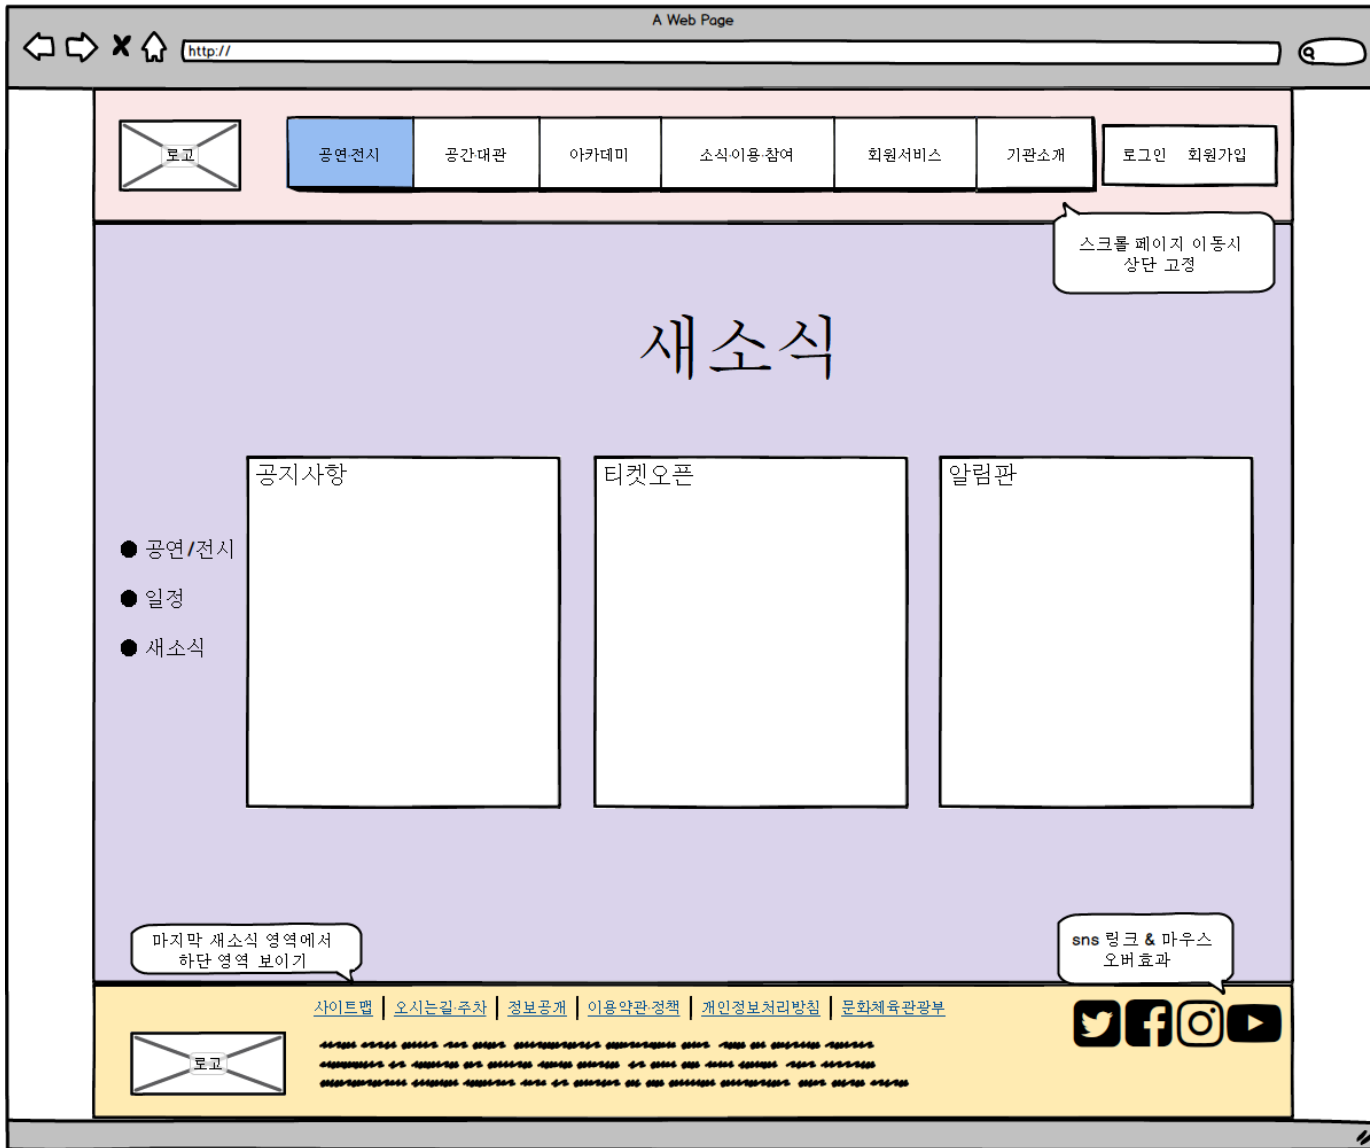 A Web Page
http://
로고
공연·전시 공간·대관 아카데미 소식·이용·참여 회원서비스 기관소개 로그인 회원가입
스크롤 페이지 이동시
상단 고정
새소식
공지사항
티켓오픈
알림판
공연/전시
일정
새소식
마지막 새소식 영역에서
하단 영역 보이기
sns 링크 & 마우스
오버효과
사이트맵 | 오시는길·주차 | 정보공개 | 이용약관·정책 | 개인정보처리방침 | 문화체육관광부
로고